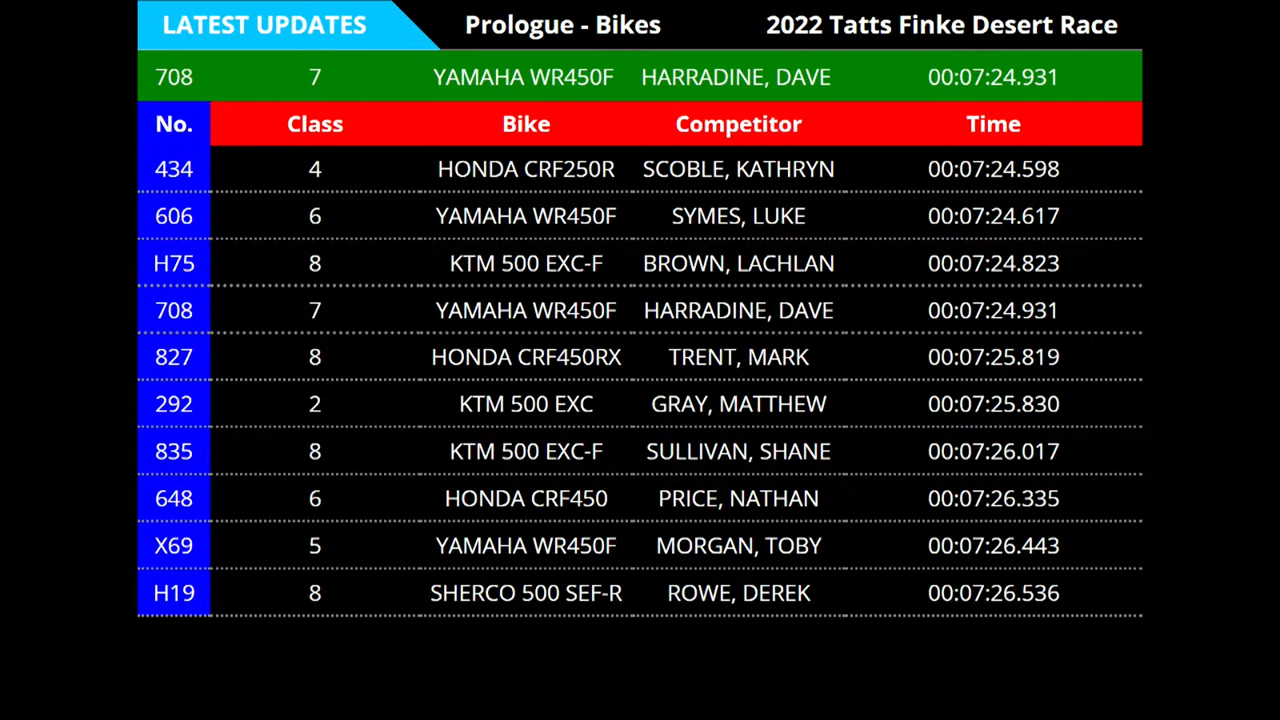 LATEST UPDATES Prologue - Bikes 2022 Tatts Finke Desert Race
708 7 YAMAHA WR450F HARRADINE, DAVE 00:07:24.931
No. Class Bike Competitor Time
434 4 HONDA CRF250R SCOBLE, KATHRYN 00:07:24.598
606 6 YAMAHA WR450F SYMES, LUKE 00:07:24.617
H75 8 KTM 500 EXC-F BROWN, LACHLAN 00:07:24.823
708 7 YAMAHA WR450F HARRADINE, DAVE 00:07:24.931
827 8 HONDA CRF450RX TRENT, MARK 00:07:25.819
292 2 KTM 500 EXC GRAY, MATTHEW 00:07:25.830
835 8 KTM 500 EXC-F SULLIVAN, SHANE 00:07:26.017
648 6 HONDA CRF450 PRICE, NATHAN 00:07:26.335
X69 5 YAMAHA WR450F MORGAN, TOBY 00:07:26.443
H19 8 SHERCO 500 SEF-R ROWE, DEREK 00:07:26.536